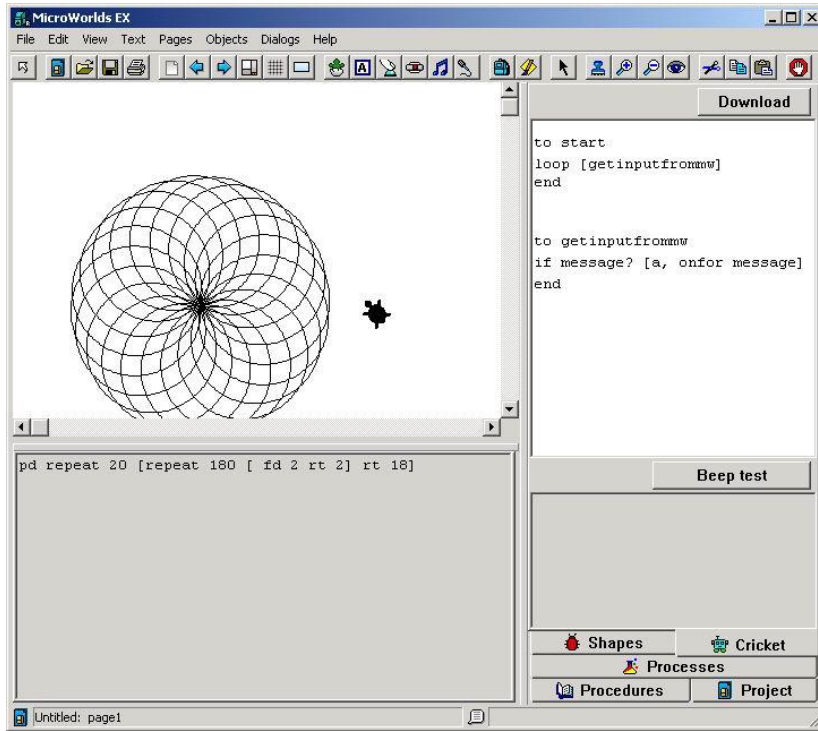 MicroWorlds EX
File Edit View Text Pages Objects Dialogs Help
Download
to start
loop [getinputfrommw]
end
to getinputfrommw
if message? [a, onfor message]
end
pd repeat 20 [repeat 180 [ fd 2 rt 2] rt 18]
Beep test
Shapes
Cricket
Processes
Procedures
Project
Untitled: page1